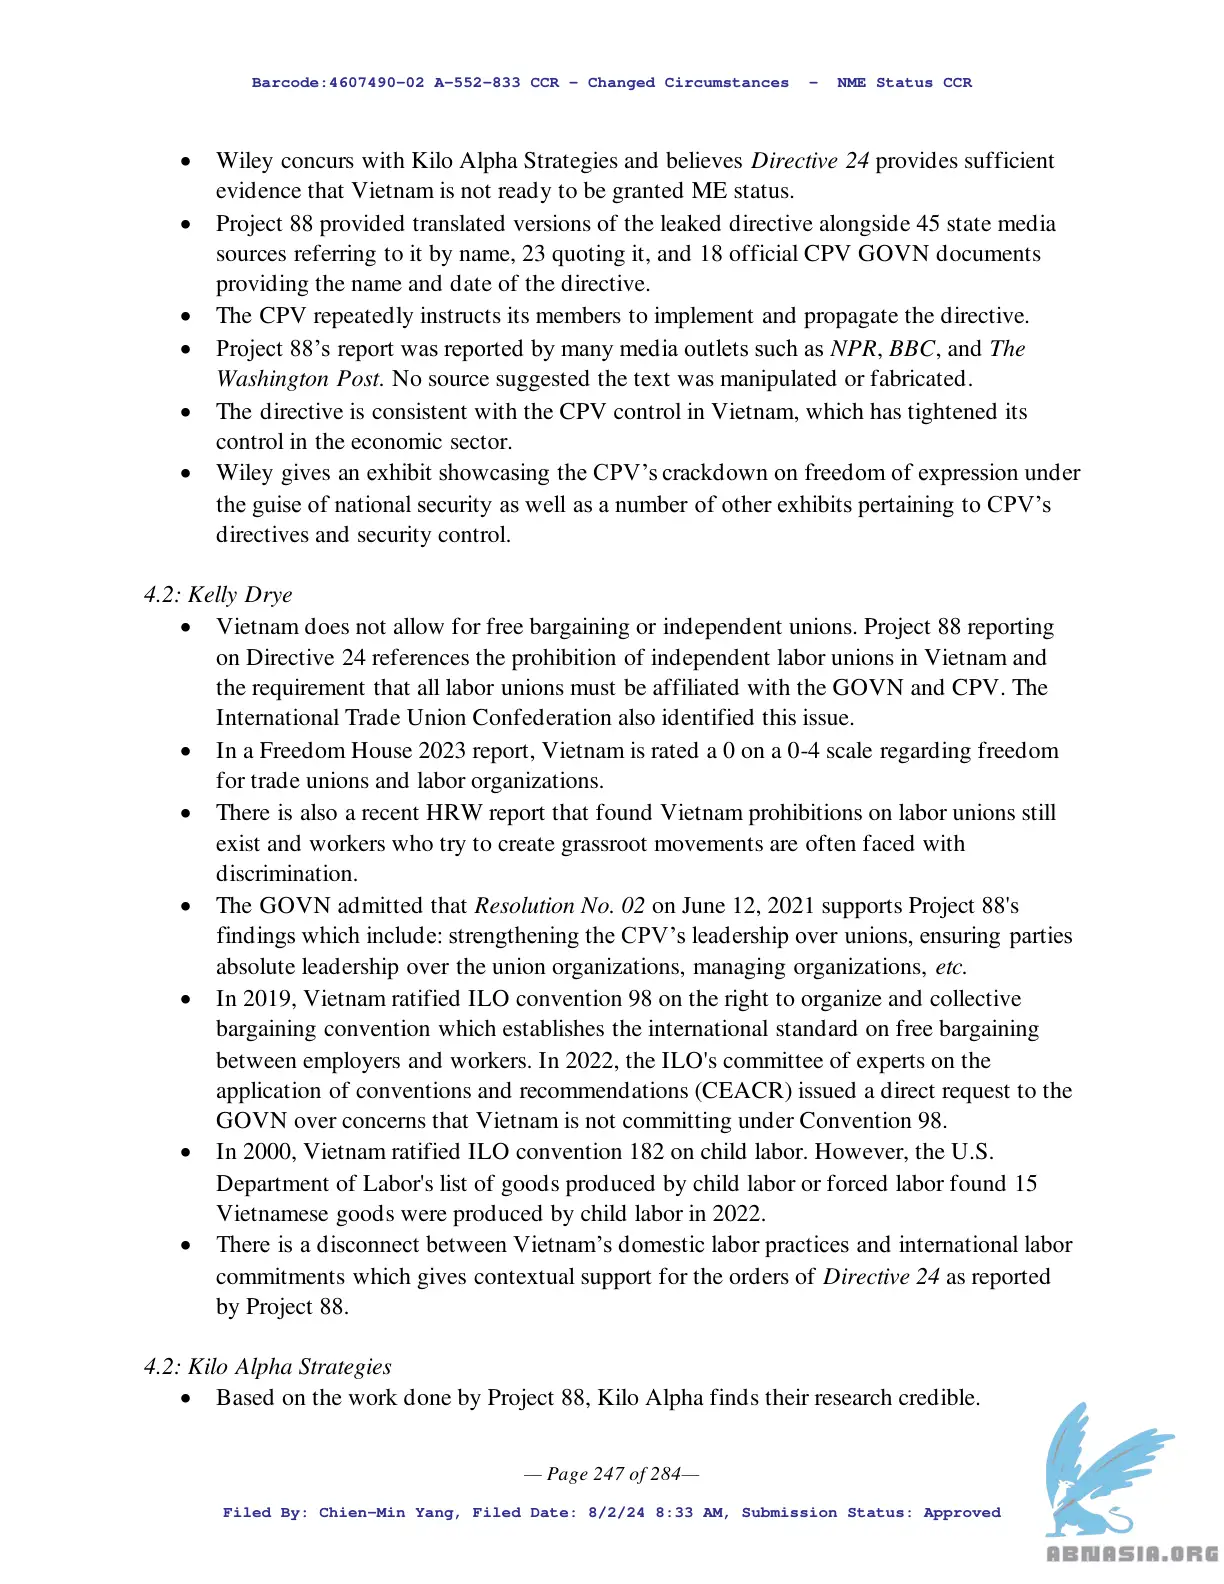 Barcode:4607490-02 A-552-833 CCR - Changed Circumstances - NME Status CCR
• Wiley concurs with Kilo Alpha Strategies and believes Directive 24 provides sufficient
evidence that Vietnam is not ready to be granted ME status.
• Project 88 provided translated versions of the leaked directive alongside 45 state media
sources referring to it by name, 23 quoting it, and 18 official CPV GOVN documents
providing the name and date of the directive.
• The CPV repeatedly instructs its members to implement and propagate the directive.
• Project 88’s report was reported by many media outlets such as NPR, BBC, and The
Washington Post. No source suggested the text was manipulated or fabricated.
• The directive is consistent with the CPV control in Vietnam, which has tightened its
control in the economic sector.
• Wiley gives an exhibit showcasing the CPV’s crackdown on freedom of expression under
the guise of national security as well as a number of other exhibits pertaining to CPV’s
directives and security control.
4.2: Kelly Drye
• Vietnam does not allow for free bargaining or independent unions. Project 88 reporting
on Directive 24 references the prohibition of independent labor unions in Vietnam and
the requirement that all labor unions must be affiliated with the GOVN and CPV. The
International Trade Union Confederation also identified this issue.
• In a Freedom House 2023 report, Vietnam is rated a 0 on a 0-4 scale regarding freedom
for trade unions and labor organizations.
• There is also a recent HRW report that found Vietnam prohibitions on labor unions still
exist and workers who try to create grassroot movements are often faced with
discrimination.
• The GOVN admitted that Resolution No. 02 on June 12, 2021 supports Project 88's
findings which include: strengthening the CPV’s leadership over unions, ensuring parties
absolute leadership over the union organizations, managing organizations, etc.
• In 2019, Vietnam ratified ILO convention 98 on the right to organize and collective
bargaining convention which establishes the international standard on free bargaining
between employers and workers. In 2022, the ILO's committee of experts on the
application of conventions and recommendations (CEACR) issued a direct request to the
GOVN over concerns that Vietnam is not committing under Convention 98.
• In 2000, Vietnam ratified ILO convention 182 on child labor. However, the U.S.
Department of Labor's list of goods produced by child labor or forced labor found 15
Vietnamese goods were produced by child labor in 2022.
• There is a disconnect between Vietnam’s domestic labor practices and international labor
commitments which gives contextual support for the orders of Directive 24 as reported
by Project 88.
4.2: Kilo Alpha Strategies
• Based on the work done by Project 88, Kilo Alpha finds their research credible.
— Page 247 of 284—
Filed By: Chien-Min Yang, Filed Date: 8/2/24 8:33 AM, Submission Status: Approved
ABNASIA.ORG